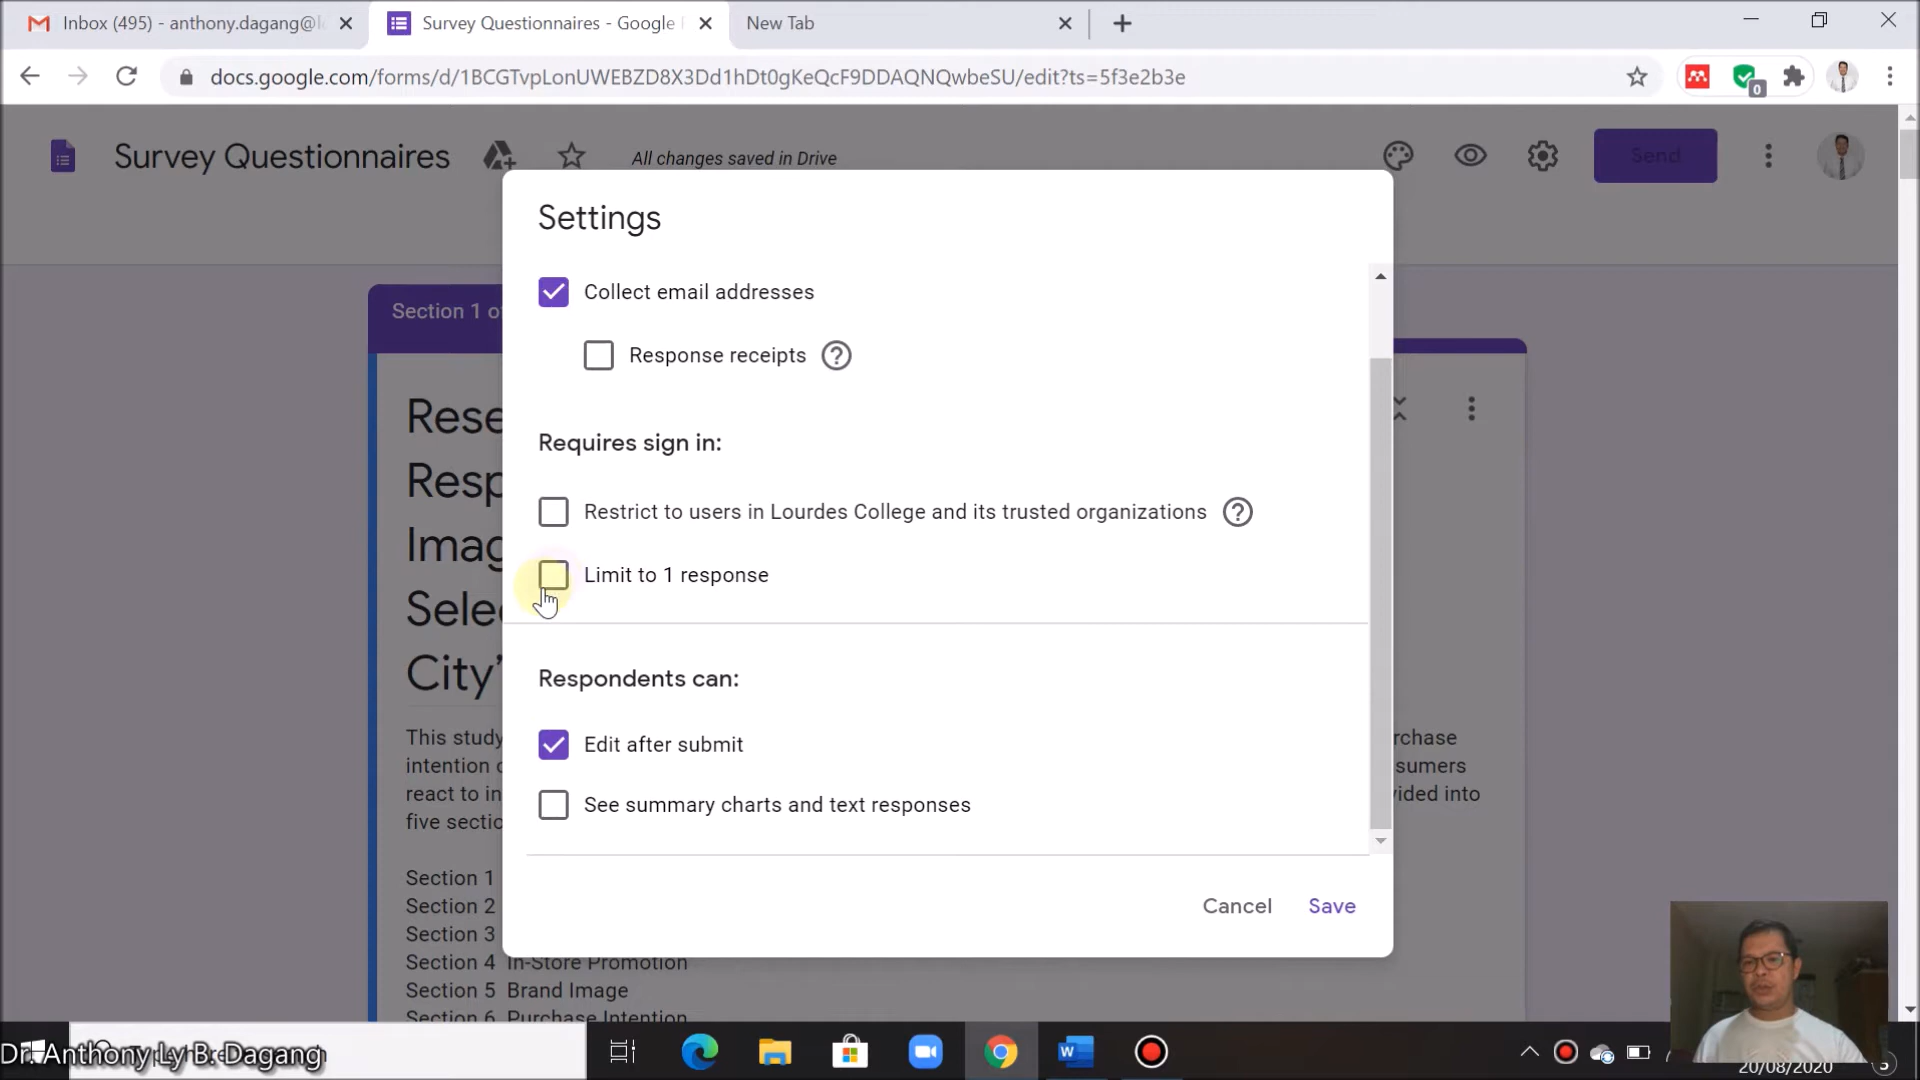 Inbox (495) - anthony.dagang@l
Survey Questionnaires - Google
New Tab
docs.google.com/forms/d/1BCGTvpLonUWEBZD8X3Dd1hDt0gKeQcF9DDAQNQwbeSU/edit?ts=5f3e2b3e
0
Survey Questionnaires
All changes saved in Drive
Send
Settings
Section 1 o
Collect email addresses
Response receipts
Rese
Requires sign in:
Resp
Restrict to users in Lourdes College and its trusted organizations
Imag
Limit to 1 response
Sele
City'
Respondents can:
This study
rchase
Edit after submit
intention
sumers
react to in
vided into
See summary charts and text responses
five sectio
Section 1
Cancel
Save
Section 2
Section 3
Section 4 In-Store Promotion
Section 5 Brand Image
Section 6 Purchase Intention
Dr. Anthony Ly B. Dagang
20/08/2020
5